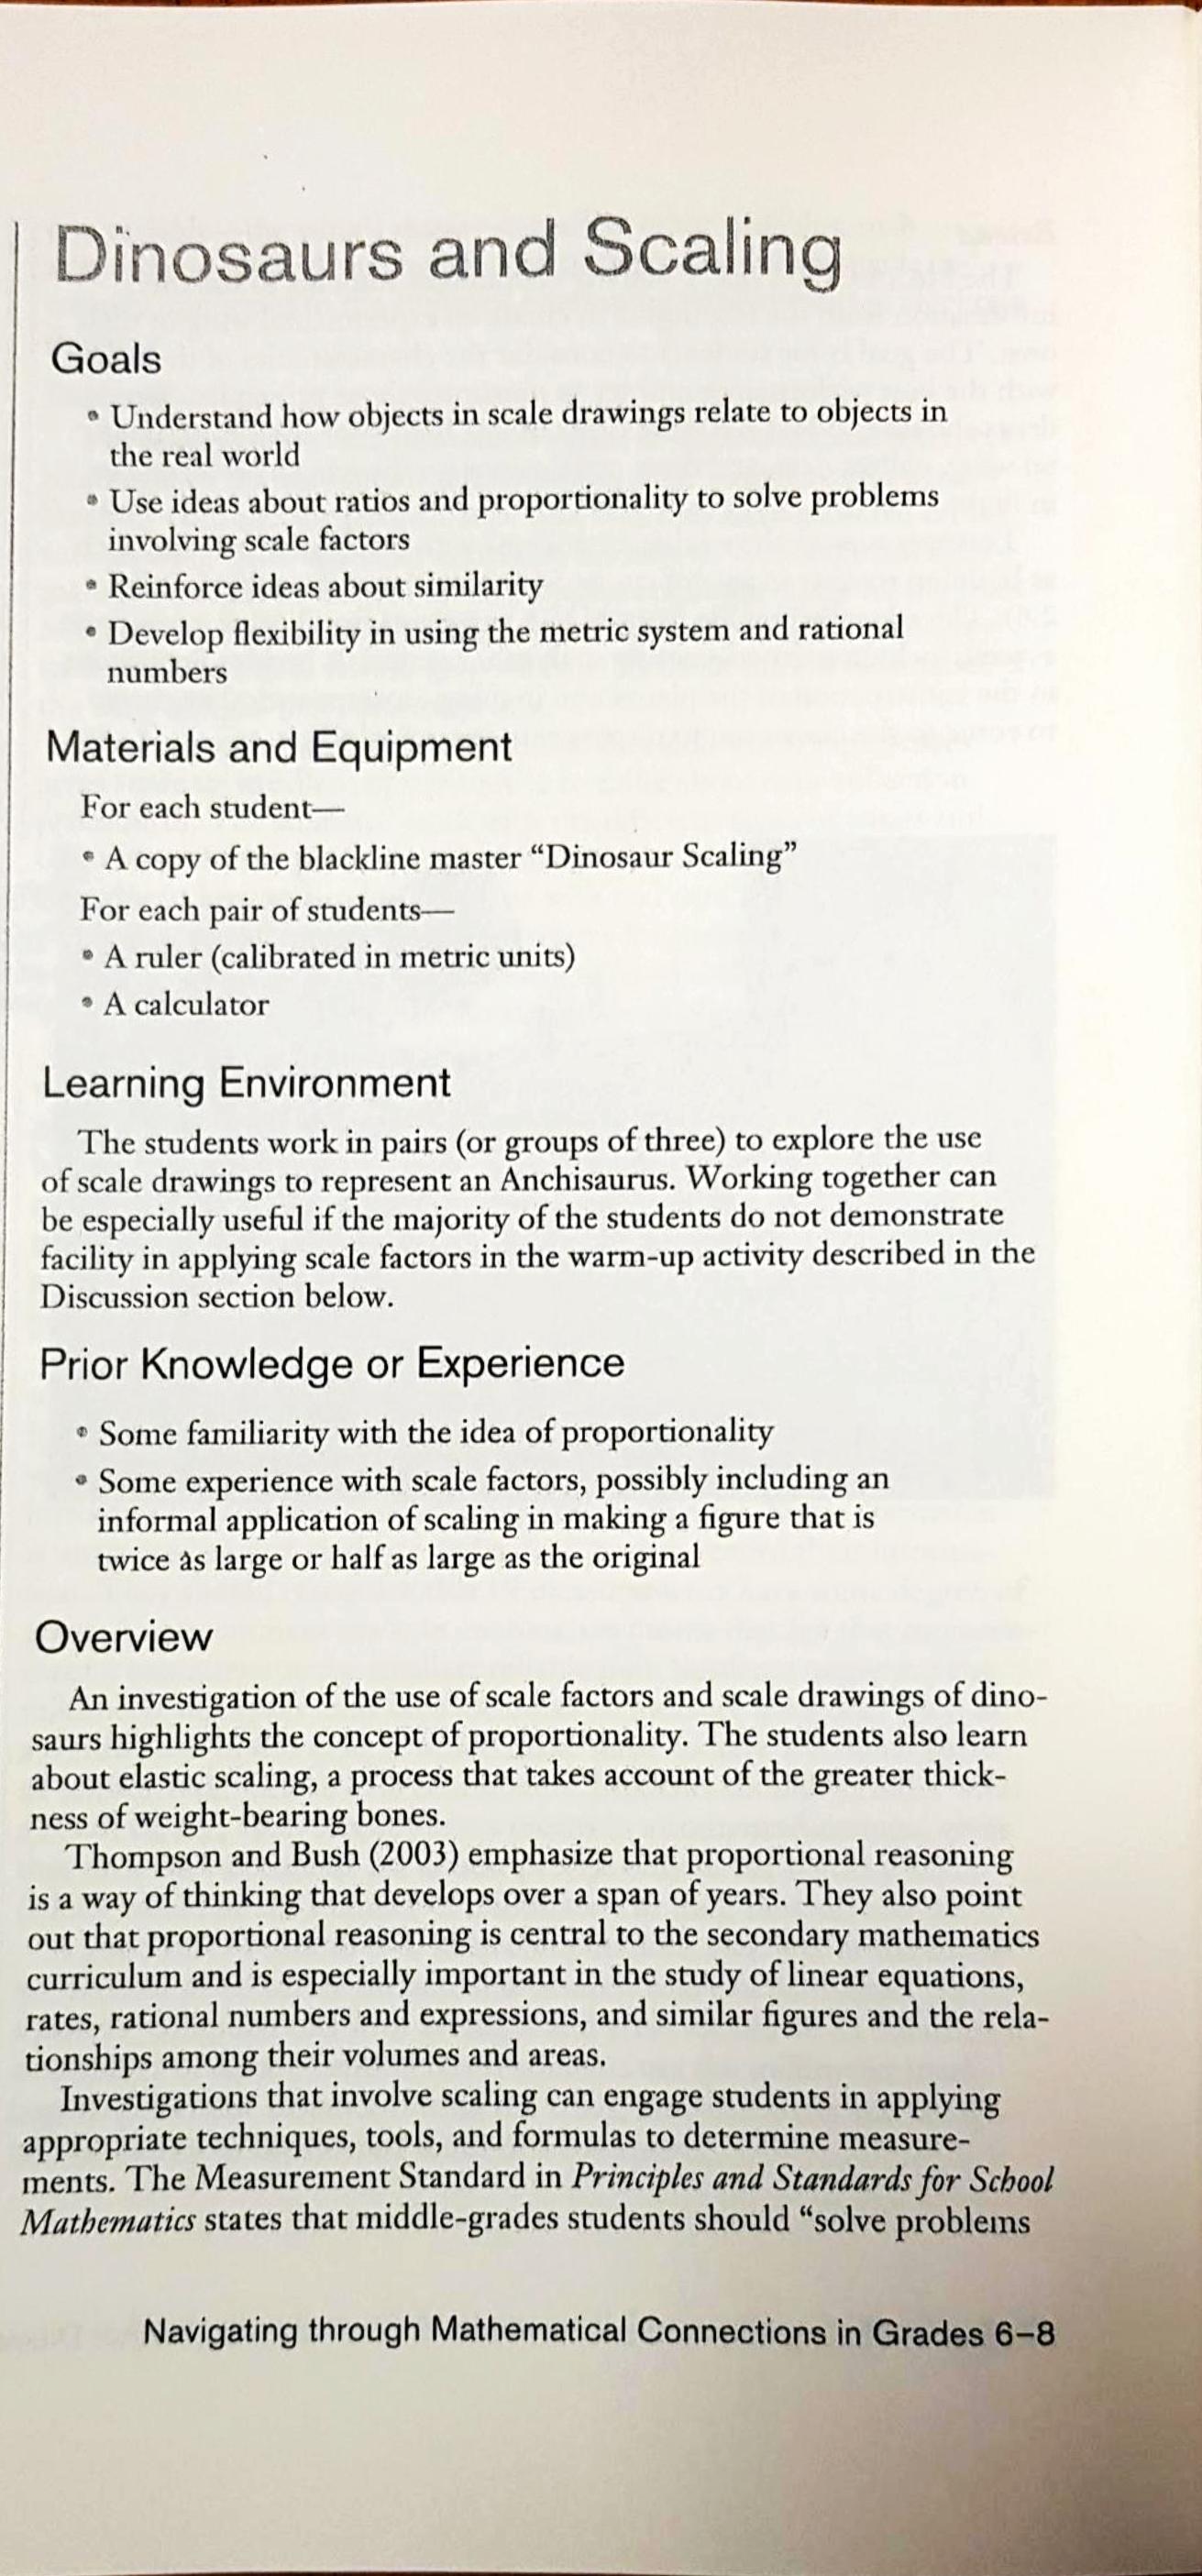 Dinosaurs and Scaling
Goals
• Understand how objects in scale drawings relate to objects in
the real world
• Use ideas about ratios and proportionality to solve problems
involving scale factors
• Reinforce ideas about similarity
• Develop flexibility in using the metric system and rational
numbers
Materials and Equipment
For each student—
• A copy of the blackline master “Dinosaur Scaling”
For each pair of students—
• A ruler (calibrated in metric units)
• A calculator
Learning Environment
The students work in pairs (or groups of three) to explore the use
of scale drawings to represent an Anchisaurus. Working together can
be especially useful if the majority of the students do not demonstrate
facility in applying scale factors in the warm-up activity described in the
Discussion section below.
Prior Knowledge or Experience
• Some familiarity with the idea of proportionality
• Some experience with scale factors, possibly including an
informal application of scaling in making a figure that is
twice as large or half as large as the original
Overview
An investigation of the use of scale factors and scale drawings of dino-
saurs highlights the concept of proportionality. The students also learn
about elastic scaling, a process that takes account of the greater thick-
ness of weight-bearing bones.
Thompson and Bush (2003) emphasize that proportional reasoning
is a way of thinking that develops over a span of years. They also point
out that proportional reasoning is central to the secondary mathematics
curriculum and is especially important in the study of linear equations,
rates, rational numbers and expressions, and similar figures and the rela-
tionships among their volumes and areas.
Investigations that involve scaling can engage students in applying
appropriate techniques, tools, and formulas to determine measure-
ments. The Measurement Standard in Principles and Standards for School
Mathematics states that middle-grades students should “solve problems
Navigating through Mathematical Connections in Grades 6–8